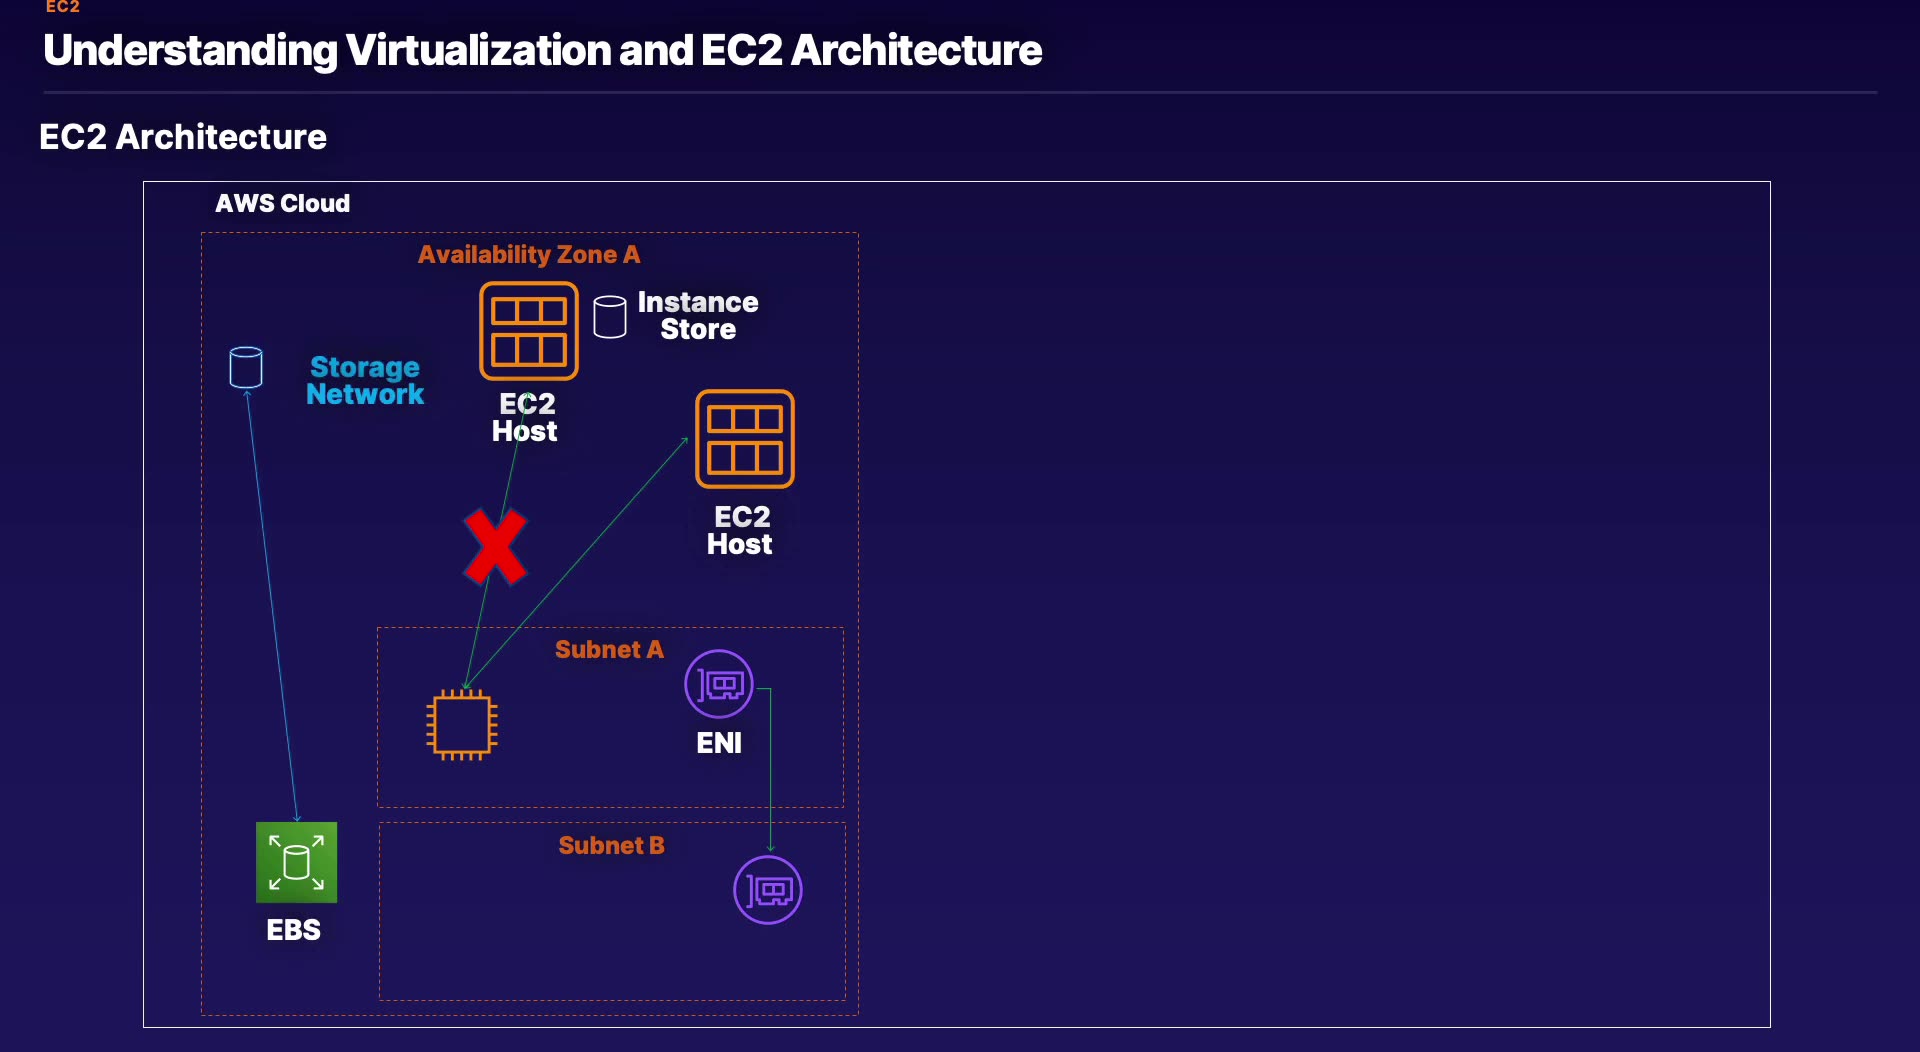 EC2
Understanding Virtualization and EC2 Architecture
EC2 Architecture
AWS Cloud
Availability Zone A
Instance
Store
Storage
Network
EC2
Host
EC2
Host
Subnet A
ENI
Subnet B
EBS